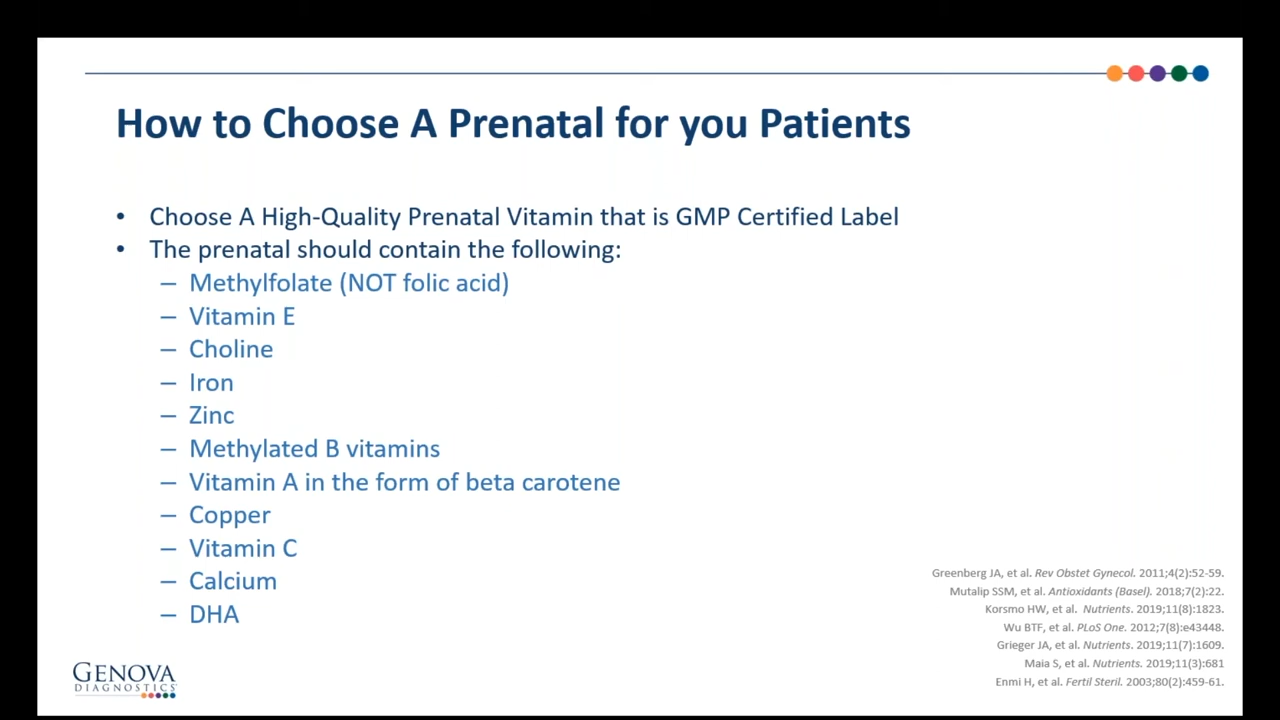 How to Choose A Prenatal for you Patients
• Choose A High-Quality Prenatal Vitamin that is GMP Certified Label
• The prenatal should contain the following:
– Methylfolate (NOT folic acid)
– Vitamin E
– Choline
– Iron
– Zinc
– Methylated B vitamins
– Vitamin A in the form of beta carotene
– Copper
– Vitamin C
– Calcium
– DHA
Greenberg JA, et al. Rev Obstet Gynecol. 2011;4(2):52-59.
Mutalip SSM, et al. Antioxidants (Basel). 2018;7(2):22.
Korsmo HW, et al. Nutrients. 2019;11(8):1823.
Wu BTF, et al. PLoS One. 2012;7(8):e43448.
Grieger JA, et al. Nutrients. 2019;11(7):1609.
Maia S, et al. Nutrients. 2019;11(3):681
Enmi H, et al. Fertil Steril. 2003;80(2):459-61.
GENOVA
DIAGNOSTICS